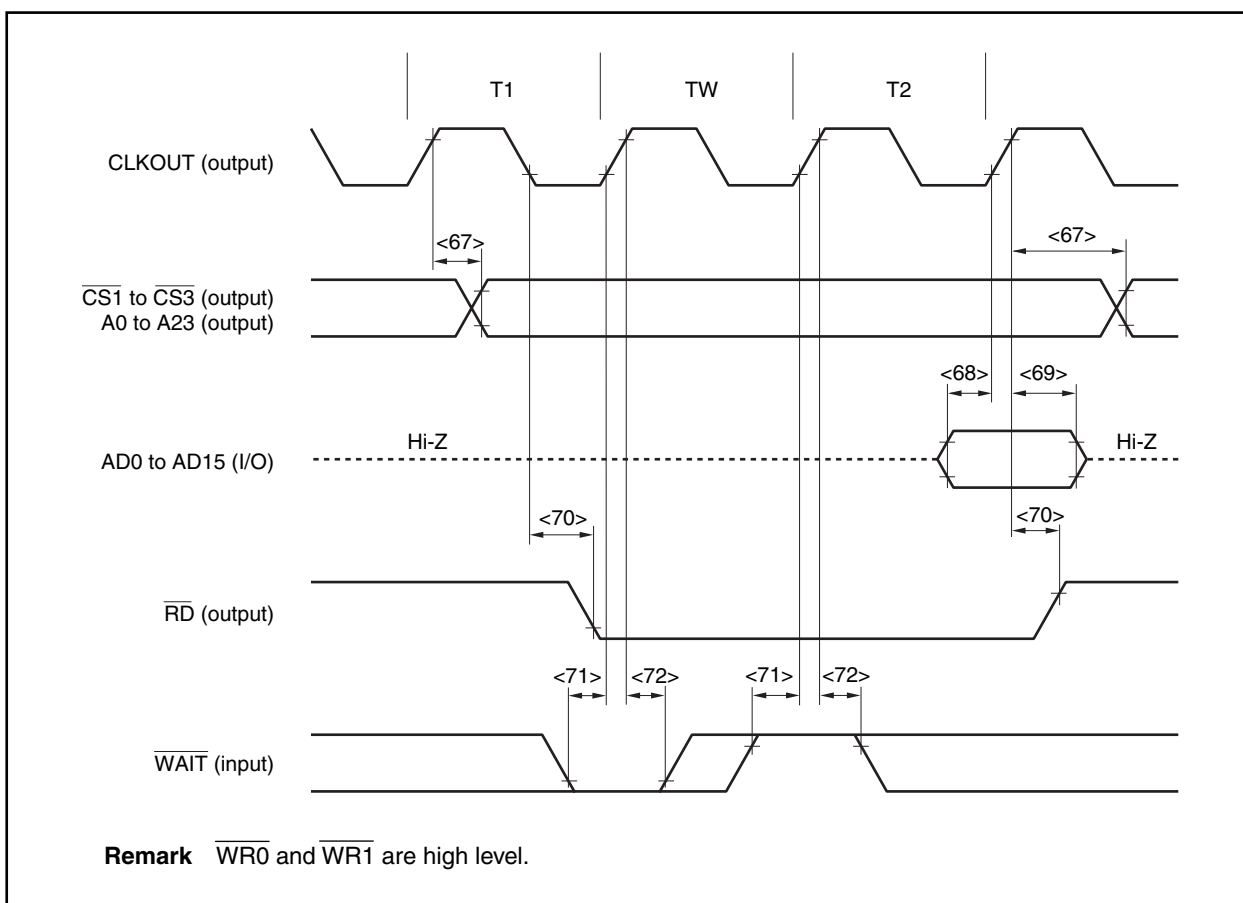 T1 TW T2
CLKOUT (output)
<67> <67>
CS1 to CS3 (output)
A0 to A23 (output)
<68> <69>
Hi-Z Hi-Z
AD0 to AD15 (I/O)
<70> <70>
RD (output)
<71> <72> <71> <72>
WAIT (input)
Remark WR0 and WR1 are high level.